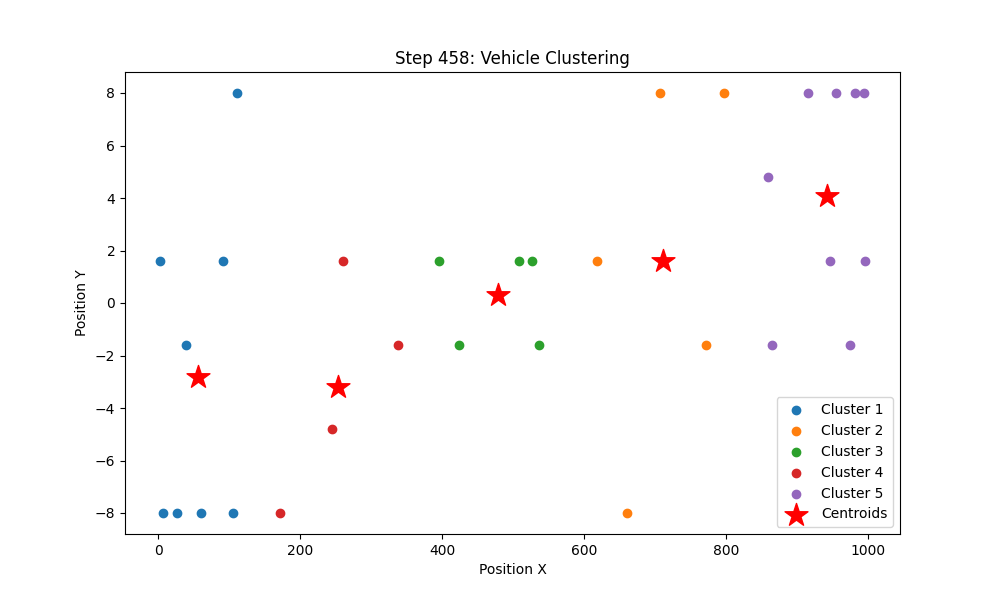 Step 458: Vehicle Clustering
Position Y
8
6
4
2
0
−2
−4
−6
−8
0 200 400 600 800 1000
Position X
Cluster 1
Cluster 2
Cluster 3
Cluster 4
Cluster 5
Centroids